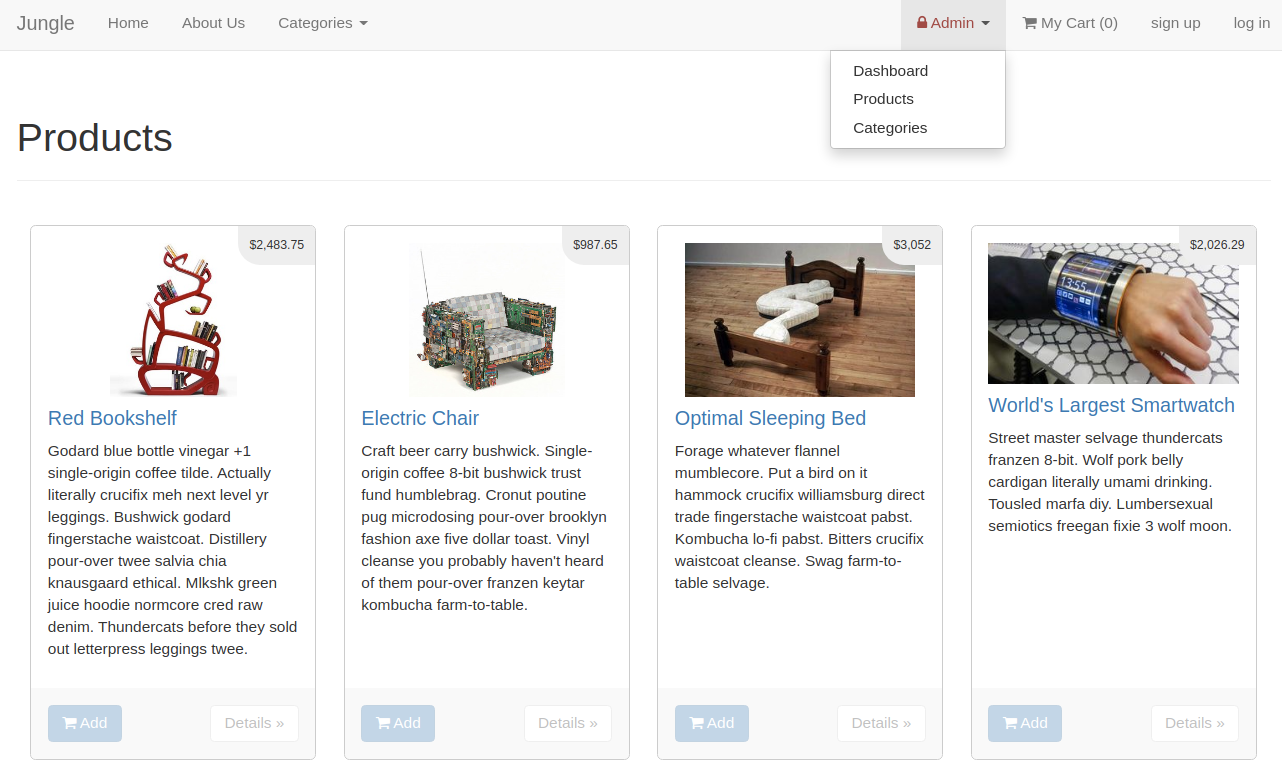 Jungle Home About Us Categories Admin My Cart (0) sign up log in
Dashboard
Products
Categories
Products
$2,483.75
Red Bookshelf
Godard blue bottle vinegar +1
single-origin coffee tilde. Actually
literally crucifix meh next level yr
leggings. Bushwick godard
fingerstache waistcoat. Distillery
pour-over twee salvia chia
knausgaard ethical. Mlkshk green
juice hoodie normcore cred raw
denim. Thundercats before they sold
out letterpress leggings twee.
Add Details »
$987.65
Electric Chair
Craft beer carry bushwick. Single-
origin coffee 8-bit bushwick trust
fund humblebrag. Cronut poutine
pug microdosing pour-over brooklyn
fashion axe five dollar toast. Vinyl
cleanse you probably haven't heard
of them pour-over franzen keytar
kombucha farm-to-table.
Add Details »
$3,052
Optimal Sleeping Bed
Forage whatever flannel
mumblecore. Put a bird on it
hammock crucifix williamsburg direct
trade fingerstache waistcoat pabst.
Kombucha lo-fi pabst. Bitters crucifix
waistcoat cleanse. Swag farm-to-
table selvage.
Add Details »
$2,026.29
13:55
World's Largest Smartwatch
Street master selvage thundercats
franzen 8-bit. Wolf pork belly
cardigan literally umami drinking.
Tousled marfa diy. Lumbersexual
semiotics freegan fixie 3 wolf moon.
Add Details »